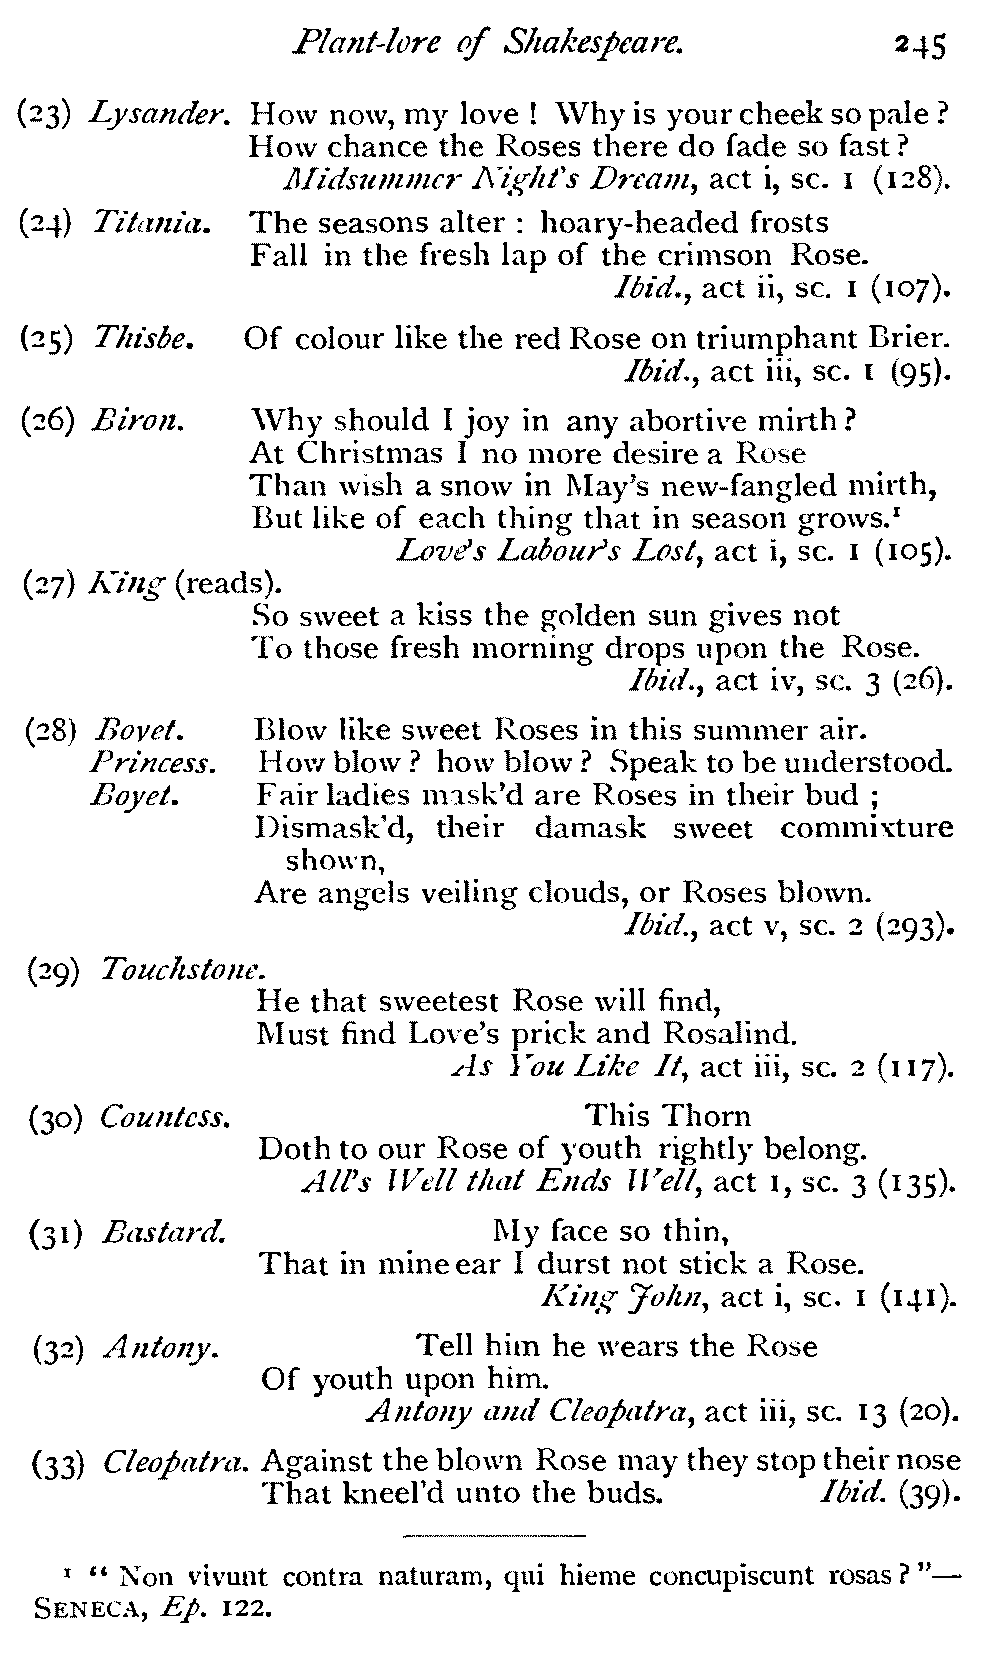 Plant-lore of Shakespeare. 245
(23) Lysander. How now, my love ! Why is your cheek so pale ?
How chance the Roses there do fade so fast ?
Midsummer Night's Dream, act i, sc. 1 (128).
(24) Titania. The seasons alter : hoary-headed frosts
Fall in the fresh lap of the crimson Rose.
Ibid., act ii, sc. 1 (107).
(25) Thisbe. Of colour like the red Rose on triumphant Brier.
Ibid., act iii, sc. 1 (95).
(26) Biron. Why should I joy in any abortive mirth ?
At Christmas I no more desire a Rose
Than wish a snow in May's new-fangled mirth,
But like of each thing that in season grows.¹
Love's Labour's Lost, act i, sc. 1 (105).
(27) King (reads).
So sweet a kiss the golden sun gives not
To those fresh morning drops upon the Rose.
Ibid., act iv, sc. 3 (26).
(28) Boyet. Blow like sweet Roses in this summer air.
Princess. How blow ? how blow ? Speak to be understood.
Boyet. Fair ladies mask'd are Roses in their bud ;
Dismask'd, their damask sweet commixture
shown,
Are angels veiling clouds, or Roses blown.
Ibid., act v, sc. 2 (293).
(29) Touchstone.
He that sweetest Rose will find,
Must find Love's prick and Rosalind.
As You Like It, act iii, sc. 2 (117).
(30) Countess. This Thorn
Doth to our Rose of youth rightly belong.
All's Well that Ends Well, act 1, sc. 3 (135).
(31) Bastard. My face so thin,
That in mine ear I durst not stick a Rose.
King John, act i, sc. 1 (141).
(32) Antony. Tell him he wears the Rose
Of youth upon him.
Antony and Cleopatra, act iii, sc. 13 (20).
(33) Cleopatra. Against the blown Rose may they stop their nose
That kneel'd unto the buds. Ibid. (39).
¹ " Non vivunt contra naturam, qui hieme concupiscunt rosas ? "—
SENECA, Ep. 122.